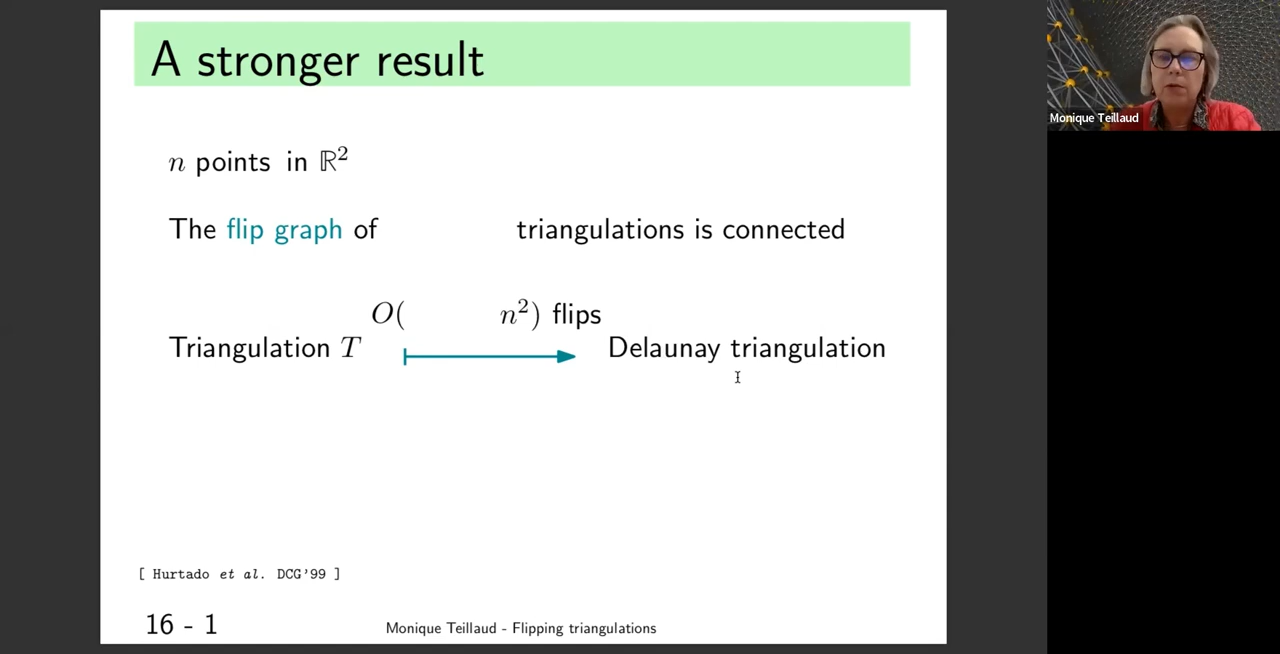 A stronger result
n points in ℝ²
The flip graph of triangulations is connected
O( n²) flips
Triangulation T Delaunay triangulation
[ Hurtado et al. DCG'99 ]
16 - 1 Monique Teillaud - Flipping triangulations
Monique Teillaud